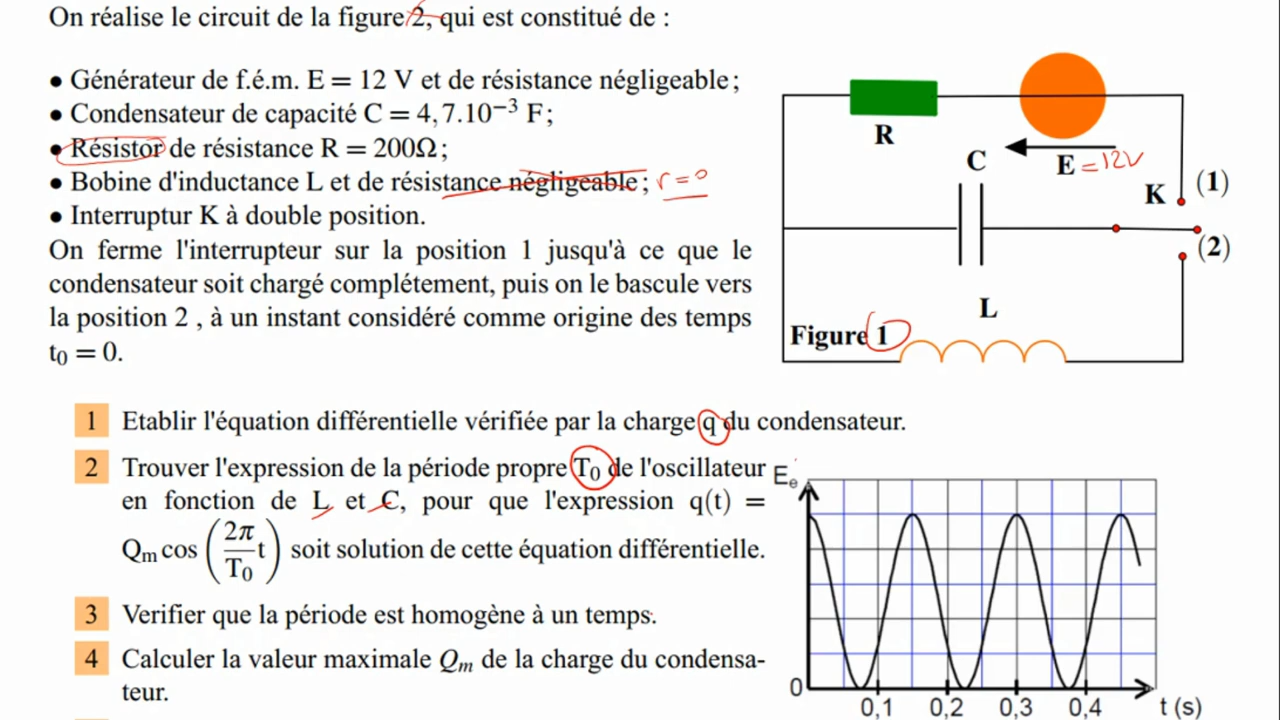 On réalise le circuit de la figure 2, qui est constitué de :
● Générateur de f.é.m. E = 12 V et de résistance négligeable;
● Condensateur de capacité C = 4,7.10⁻³ F;
● Résistor de résistance R = 200Ω;
● Bobine d'inductance L et de résistance négligeable; r = 0
● Interruptur K à double position.
On ferme l'interrupteur sur la position 1 jusqu'à ce que le
condensateur soit chargé complétement, puis on le bascule vers
la position 2 , à un instant considéré comme origine des temps
t₀ = 0.
R
C
E = 12V
K
(1)
(2)
L
Figure 1
1 Etablir l'équation différentielle vérifiée par la charge q du condensateur.
2 Trouver l'expression de la période propre T₀ de l'oscillateur
en fonction de L et C, pour que l'expression q(t) =
Qₘ cos (2π/T₀ t) soit solution de cette équation différentielle.
3 Verifier que la période est homogène à un temps.
4 Calculer la valeur maximale Qₘ de la charge du condensa-
teur.
Eₑ
0
0,1 0,2 0,3 0,4 t (s)